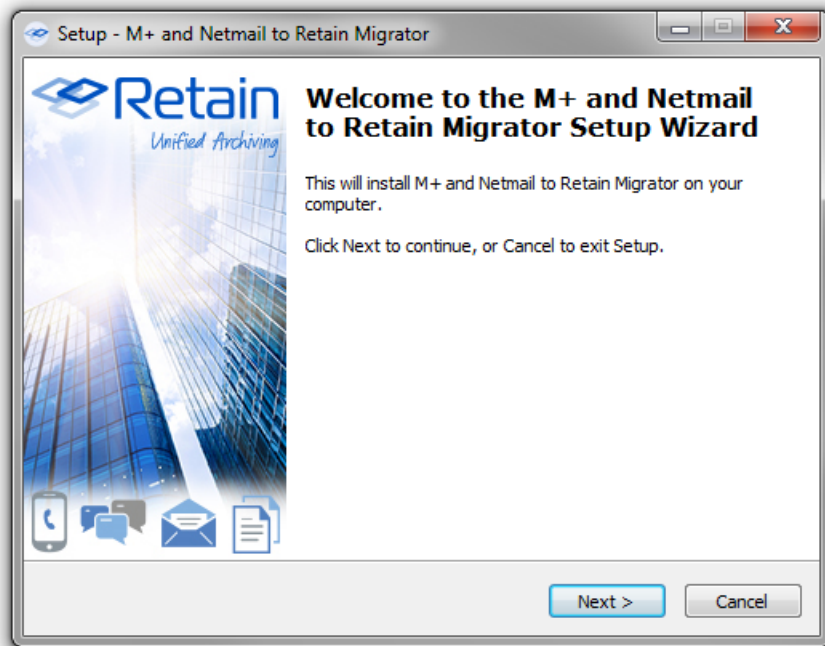 Setup - M+ and Netmail to Retain Migrator
Retain
Unified Archiving
Welcome to the M+ and Netmail
to Retain Migrator Setup Wizard
This will install M+ and Netmail to Retain Migrator on your
computer.
Click Next to continue, or Cancel to exit Setup.
Next >
Cancel